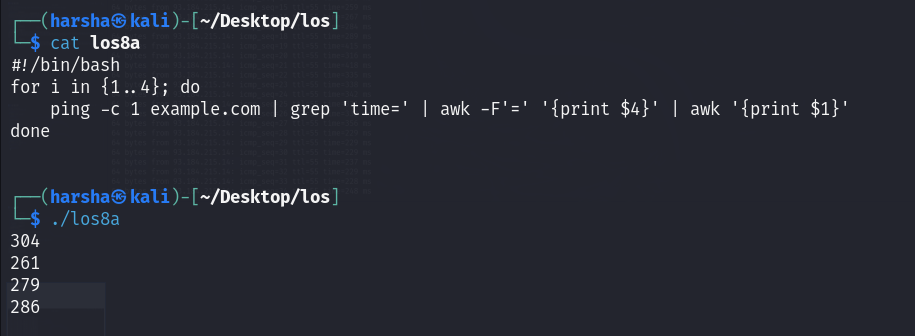 ┌──(harsha㉿kali)-[~/Desktop/los]
└─$ cat los8a
#!/bin/bash
for i in {1..4}; do
    ping -c 1 example.com | grep 'time=' | awk -F'=' '{print $4}' | awk '{print $1}'
done
┌──(harsha㉿kali)-[~/Desktop/los]
└─$ ./los8a
304
261
279
286